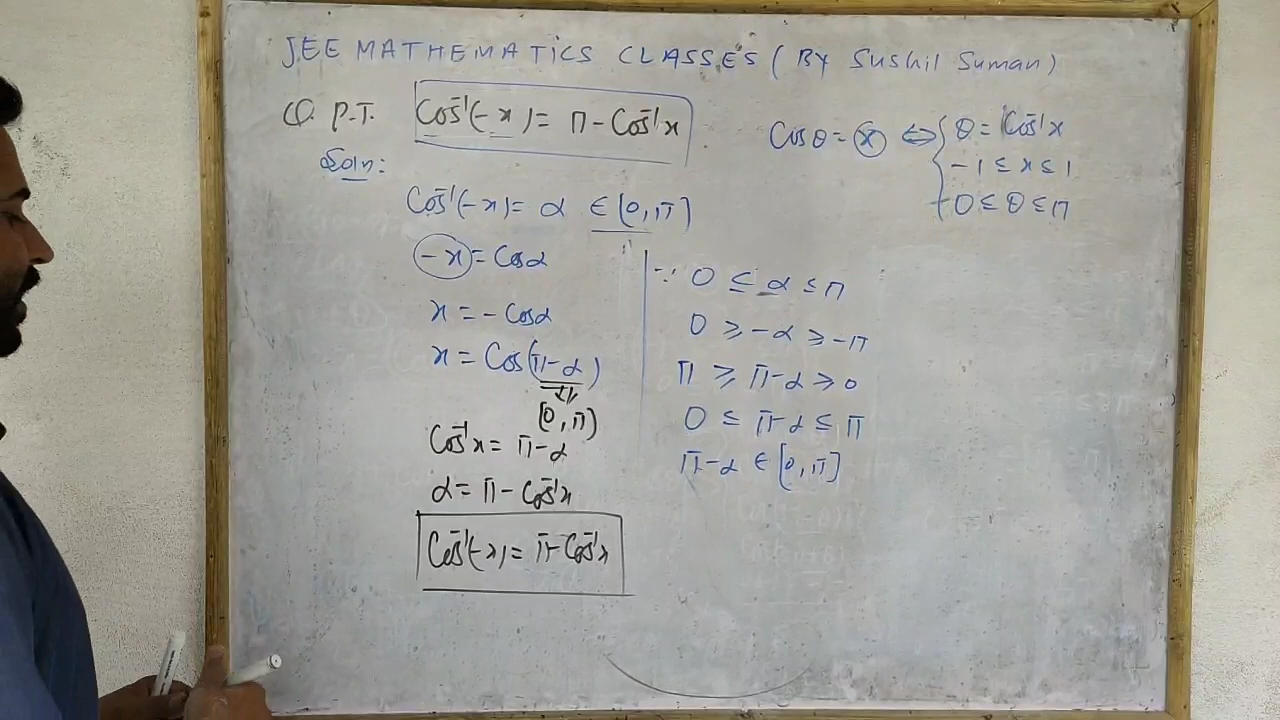 JEE MATHEMATICS CLASSES (By Sushil Suman)
Q. P.T. Cos⁻¹(-x) = π - Cos⁻¹x
Cosθ = x ⇔ { θ = Cos⁻¹x
-1 ≤ x ≤ 1
0 ≤ θ ≤ π
Soln:
Cos⁻¹(-x) = α ∈ [0, π]
-x = Cosα
x = - Cosα
x = Cos(π-α)
[0, π]
Cos⁻¹x = π-α
α = π - Cos⁻¹x
Cos⁻¹(-x) = π - Cos⁻¹x
∵ 0 ≤ α ≤ π
0 ≥ -α ≥ -π
π ≥ π-α ≥ 0
0 ≤ π-α ≤ π
π-α ∈ [0, π]